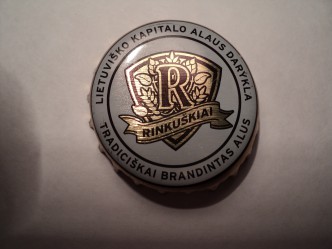 LIETUVIŠKO KAPITALO ALAUS DARYKLA
R
RINKUŠKIAI
TRADICIŠKAI BRANDINTAS ALUS